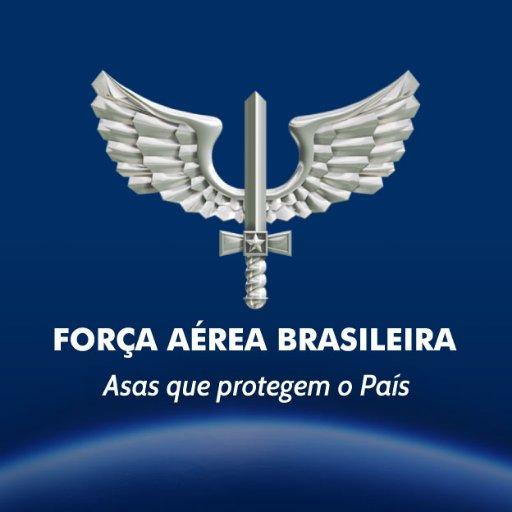 FORÇA AÉREA BRASILEIRA
Asas que protegem o País